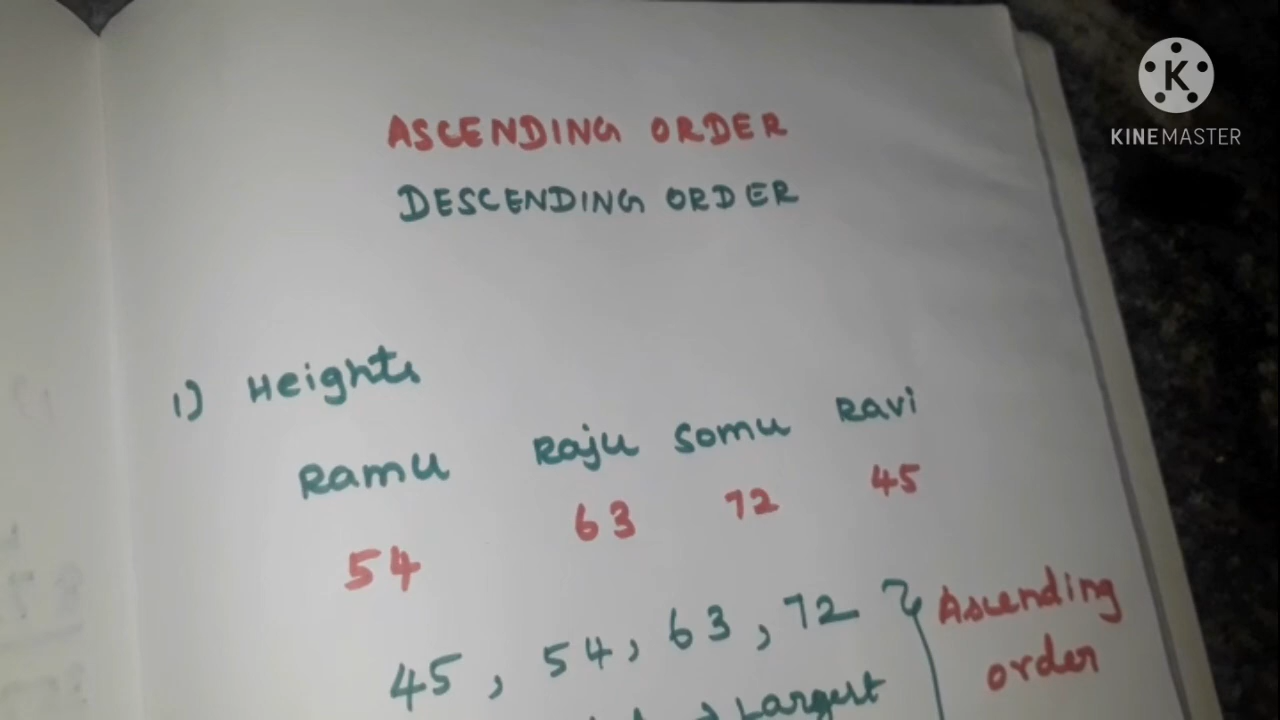 ASCENDING ORDER
DESCENDING ORDER
1) Heights
Ramu Raju Somu Ravi
54 63 72 45
45, 54, 63, 72 } Ascending
order
→ Largest
K
KINEMASTER